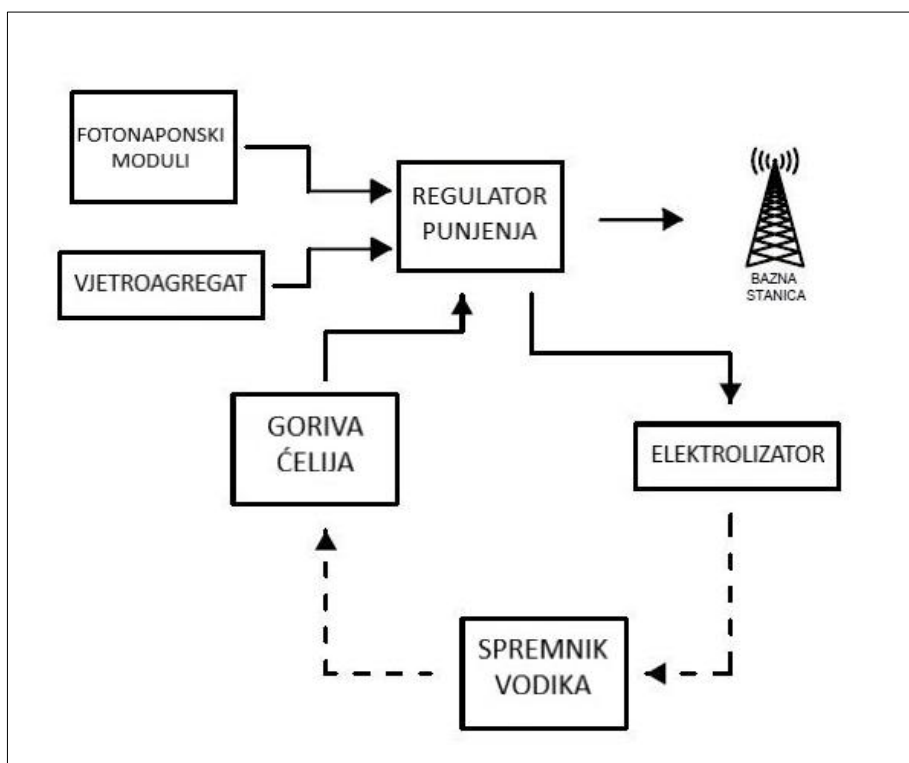 FOTONAPONSKI
MODULI
REGULATOR
PUNJENJA
VJETROAGREGAT
BAZNA
STANICA
GORIVA
ĆELIJA
ELEKTROLIZATOR
SPREMNIK
VODIKA